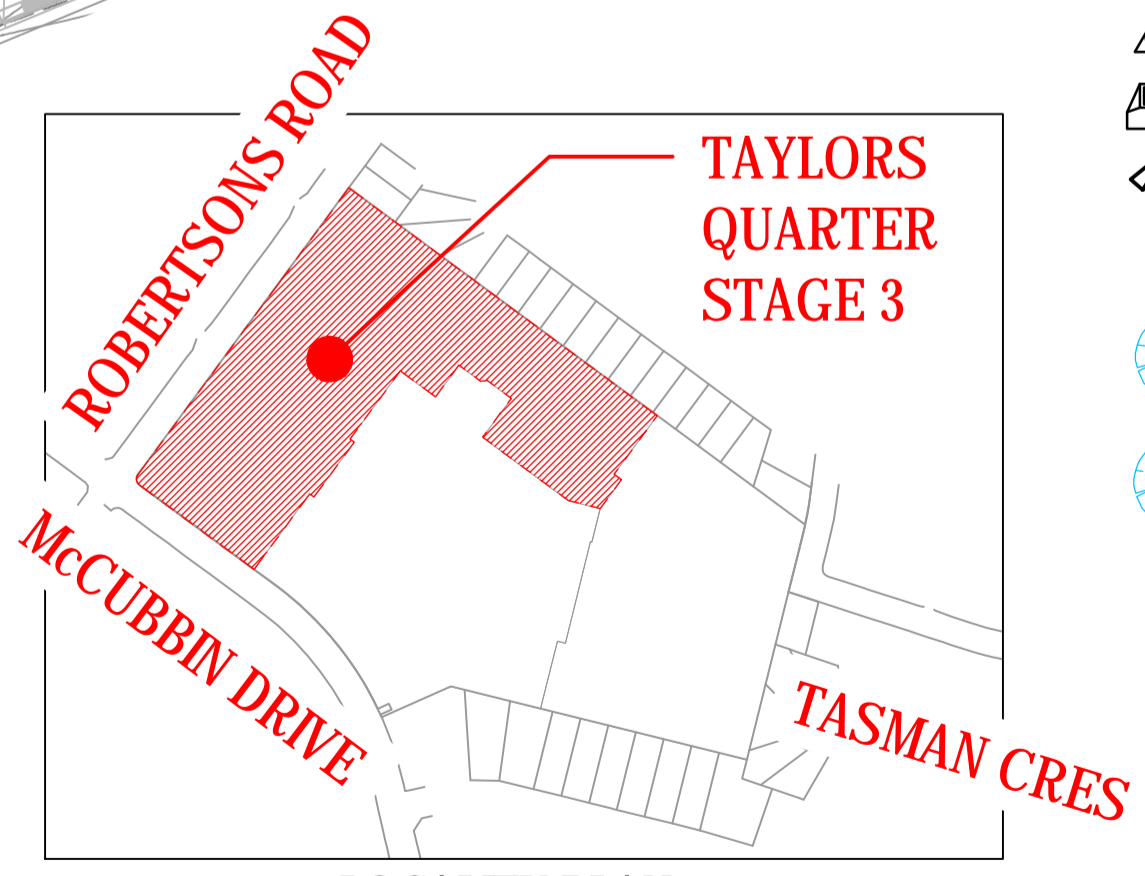 ROBERTSONS ROAD
TAYLORS
QUARTER
STAGE 3
McCUBBIN DRIVE
TASMAN CRES